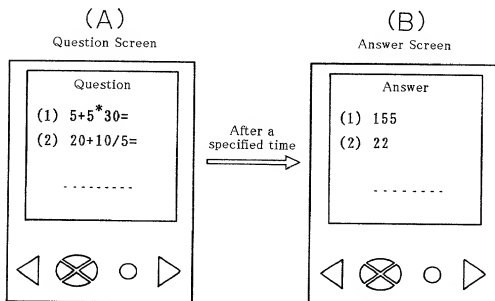 (A)
Question Screen
Question
(1) 5+5*30=
(2) 20+10/5=
---------
After a
specified time
(B)
Answer Screen
Answer
(1) 155
(2) 22
--------